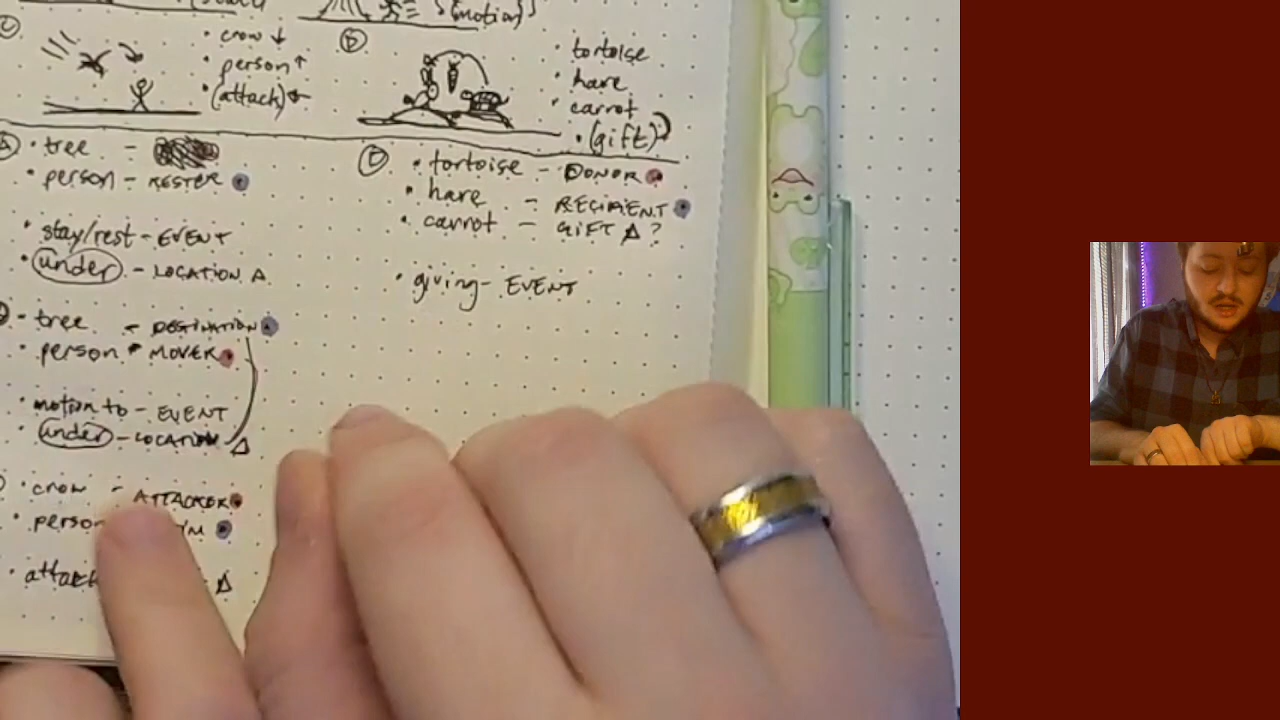 (motion)
C
• crow ↓
• person ↑
• (attack)
D
• tortoise
• hare
• carrot
• (gift)
A • tree -
• person - RESTER
• stay/rest - EVENT
• under - LOCATION Δ
• tree - DESTINATION
• person - MOVER
• motion to - EVENT
• under - LOCATION Δ
• crow - ATTACKER
• person
• attack Δ
• tortoise - DONOR
• hare - RECIPIENT
• carrot - GIFT Δ ?
• giving - EVENT